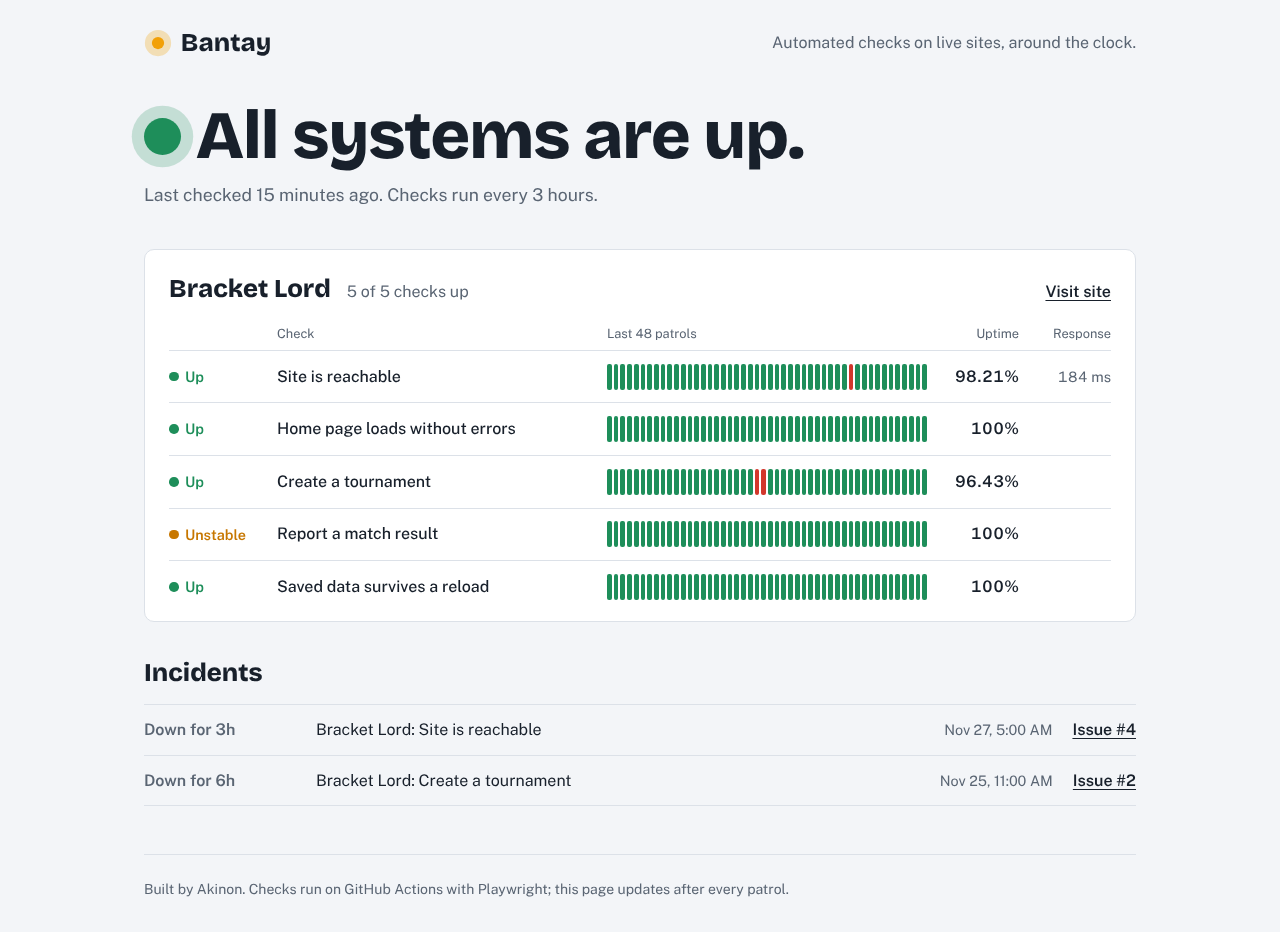 Bantay
Automated checks on live sites, around the clock.
All systems are up.
Last checked 15 minutes ago. Checks run every 3 hours.
Bracket Lord 5 of 5 checks up Visit site
Check Last 48 patrols Uptime Response
Up Site is reachable 98.21% 184 ms
Up Home page loads without errors 100%
Up Create a tournament 96.43%
Unstable Report a match result 100%
Up Saved data survives a reload 100%
Incidents
Down for 3h Bracket Lord: Site is reachable Nov 27, 5:00 AM Issue #4
Down for 6h Bracket Lord: Create a tournament Nov 25, 11:00 AM Issue #2
Built by Akinon. Checks run on GitHub Actions with Playwright; this page updates after every patrol.